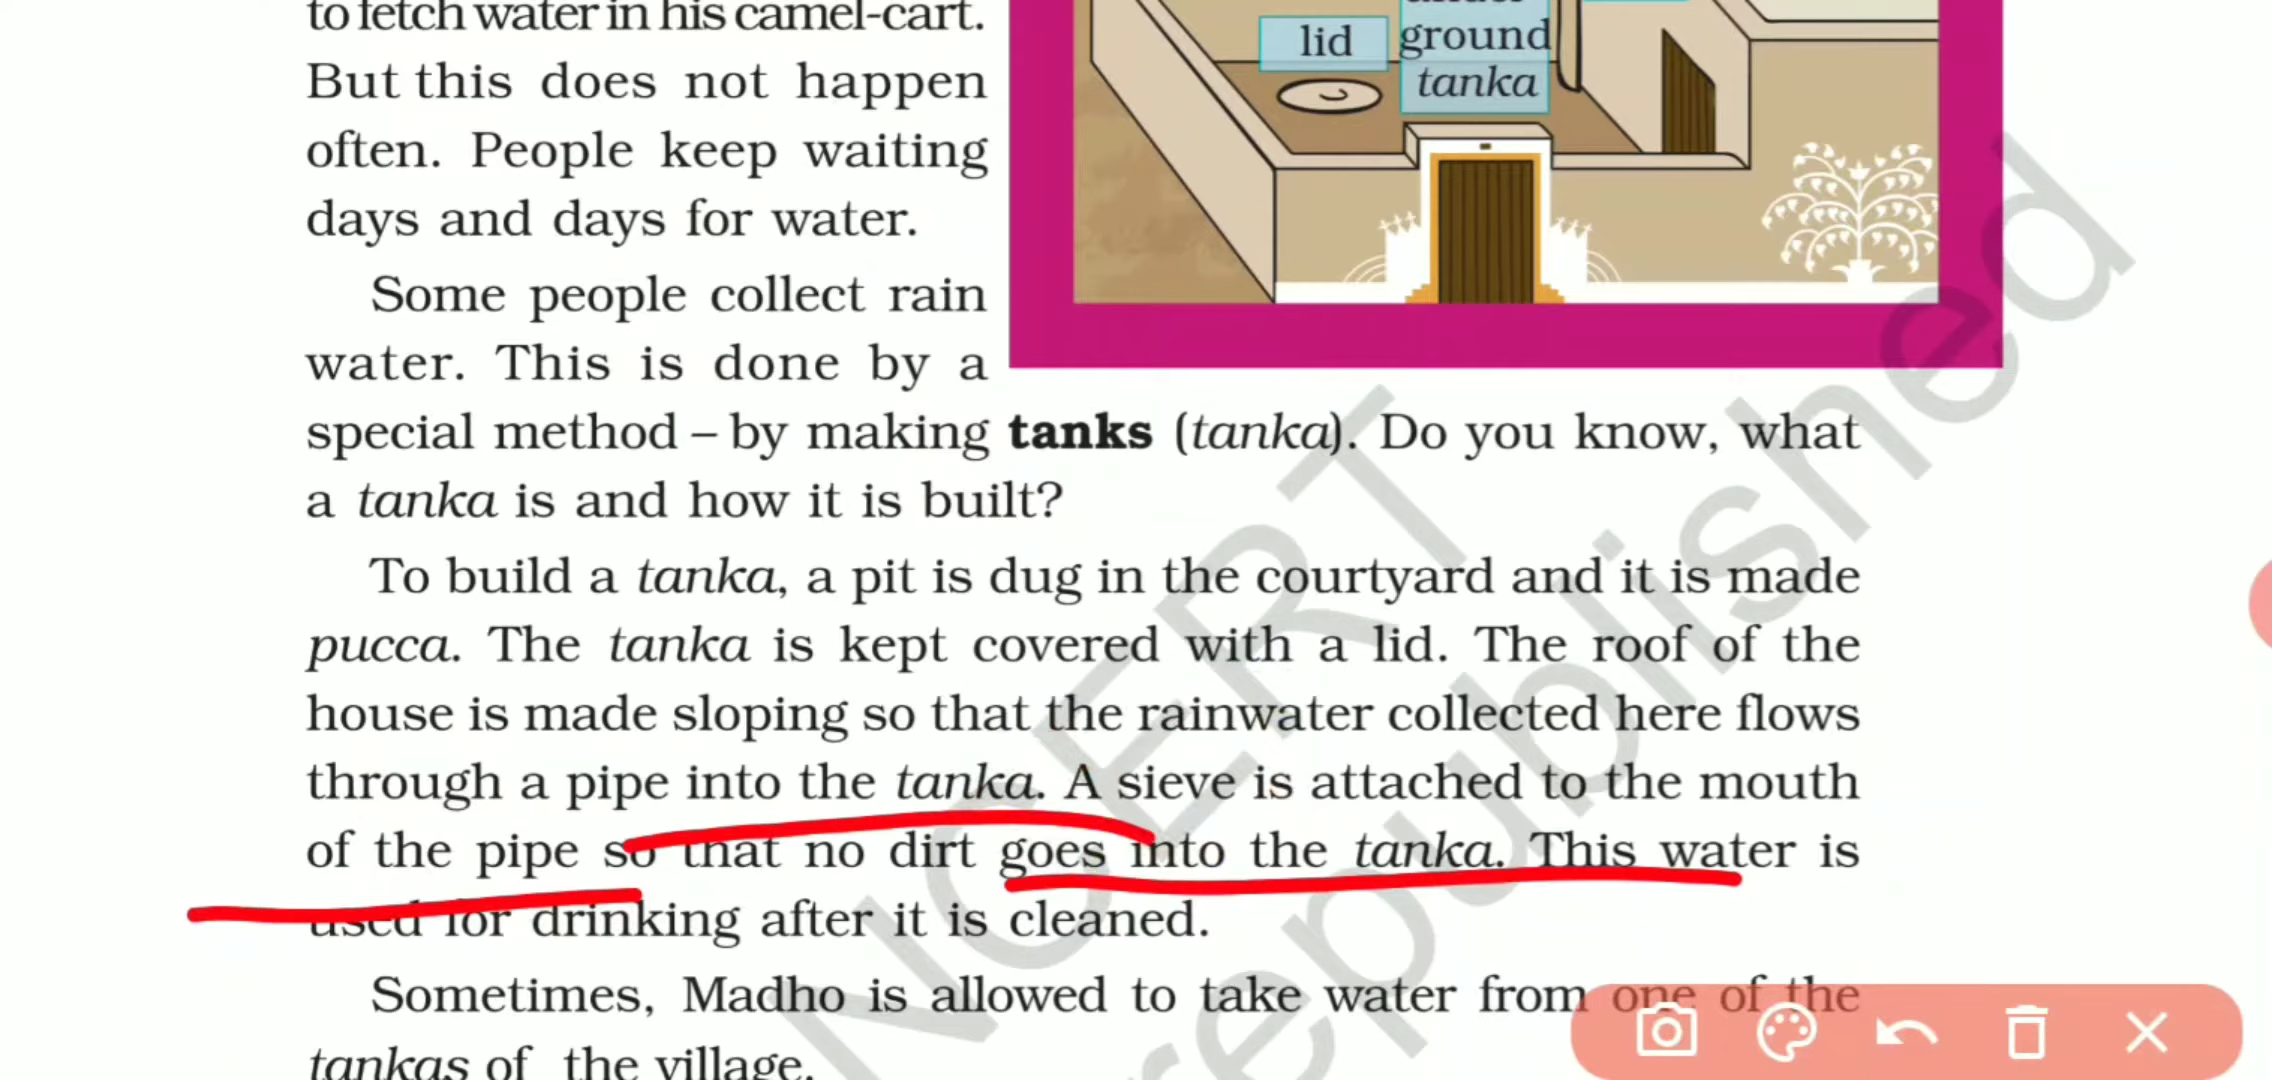 to fetch water in his camel-cart.
But this does not happen
often. People keep waiting
days and days for water.
Some people collect rain
water. This is done by a
special method – by making tanks (tanka). Do you know, what
a tanka is and how it is built?
To build a tanka, a pit is dug in the courtyard and it is made
pucca. The tanka is kept covered with a lid. The roof of the
house is made sloping so that the rainwater collected here flows
through a pipe into the tanka. A sieve is attached to the mouth
of the pipe so that no dirt goes into the tanka. This water is
used for drinking after it is cleaned.
Sometimes, Madho is allowed to take water from one of the
tankas of the village.
lid
ground
tanka
NCERT
republished